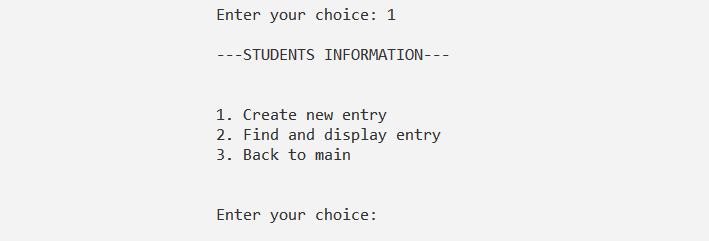 Enter your choice: 1
---STUDENTS INFORMATION---
1. Create new entry
2. Find and display entry
3. Back to main
Enter your choice: